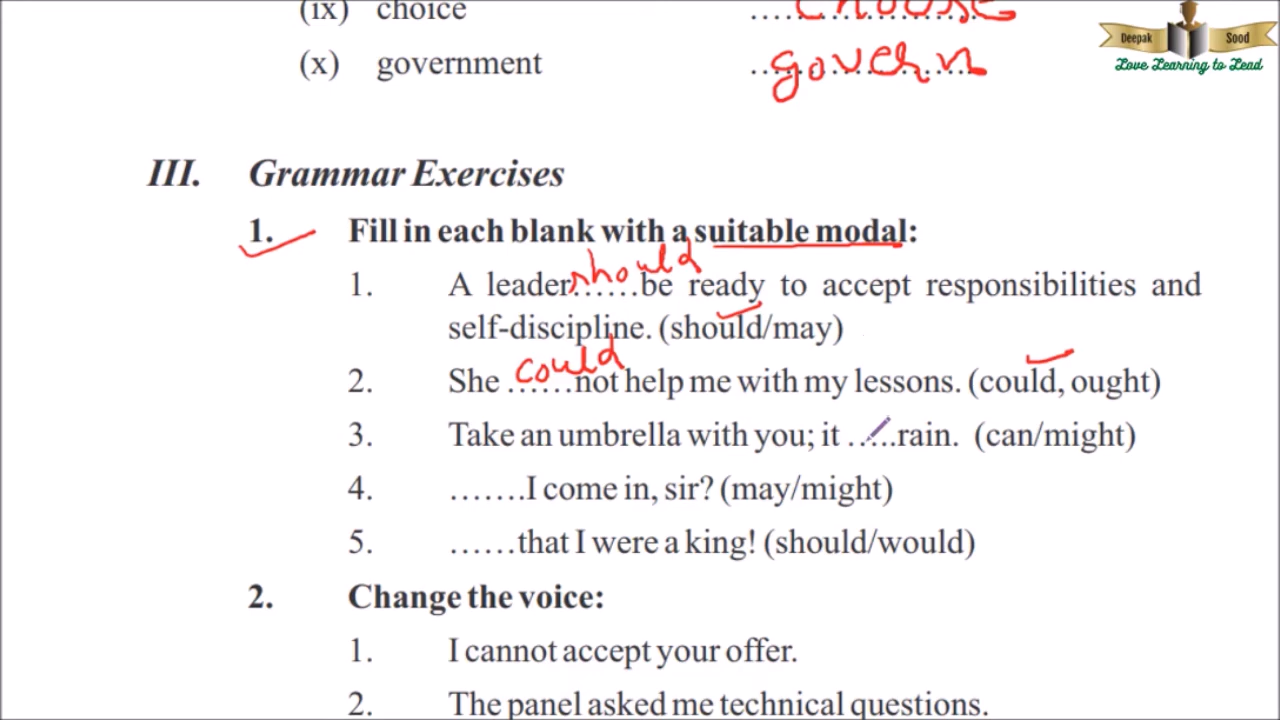 (ix) choice ..................choose
Deepak Sood
(x) government ..................govern
Love Learning to Lead
III. Grammar Exercises
1. Fill in each blank with a suitable modal:
should
1. A leader.......be ready to accept responsibilities and
self-discipline. (should/may)
could
2. She .......not help me with my lessons. (could, ought)
3. Take an umbrella with you; it ......rain. (can/might)
4. .......I come in, sir? (may/might)
5. ......that I were a king! (should/would)
2. Change the voice:
1. I cannot accept your offer.
2. The panel asked me technical questions.